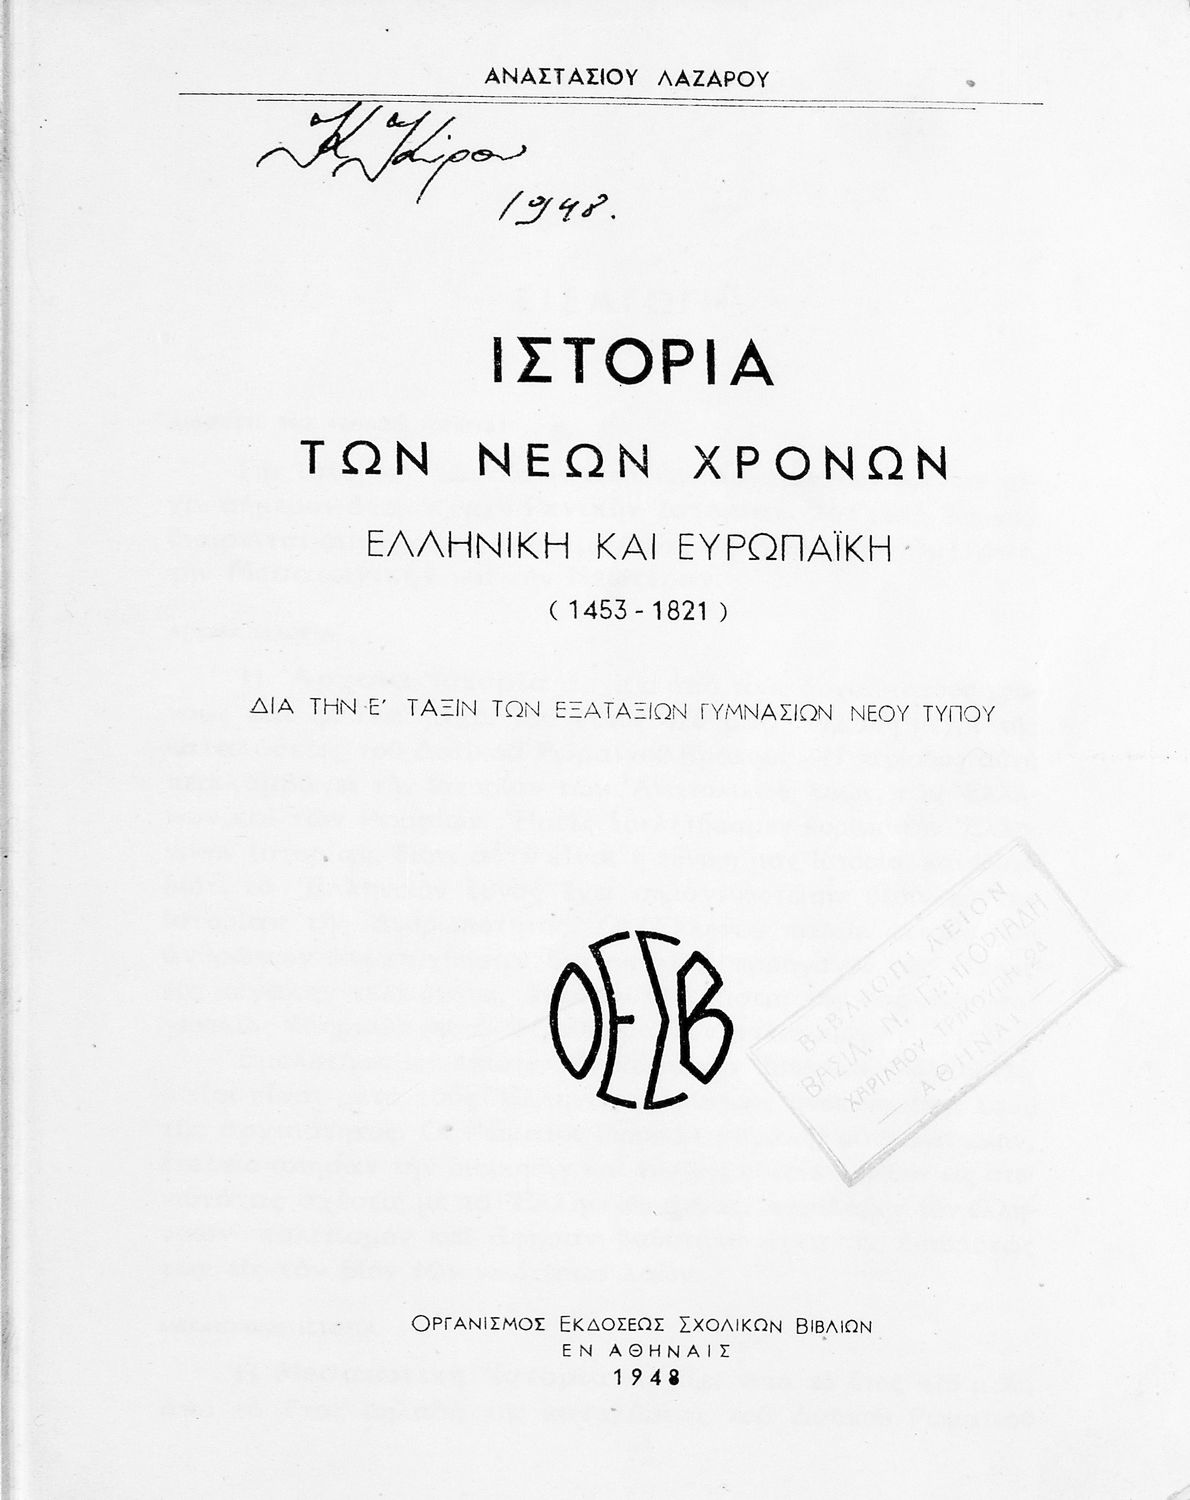 ΑΝΑΣΤΑΣΙΟΥ ΛΑΖΑΡΟΥ
1948.
ΙΣΤΟΡΙΑ
ΤΩΝ ΝΕΩΝ ΧΡΟΝΩΝ
ΕΛΛΗΝΙΚΗ ΚΑΙ ΕΥΡΩΠΑΪΚΗ
(1453-1821)
ΔΙΑ ΤΗΝ Ε' ΤΑΞΙΝ ΤΩΝ ΕΞΑΤΑΞΙΩΝ ΓΥΜΝΑΣΙΩΝ ΝΕΟΥ ΤΥΠΟΥ
ΟΕΣΒ
ΒΑΣΙΛ. Ν. ΓΡΗΓΟΡΙΑΔΗ
ΧΑΡΙΛΑΟΥ ΤΡΙΚΟΥΠΗ
ΑΘΗΝΑΙ
ΟΡΓΑΝΙΣΜΟΣ ΕΚΔΟΣΕΩΣ ΣΧΟΛΙΚΩΝ ΒΙΒΛΙΩΝ
ΕΝ ΑΘΗΝΑΙΣ
1948